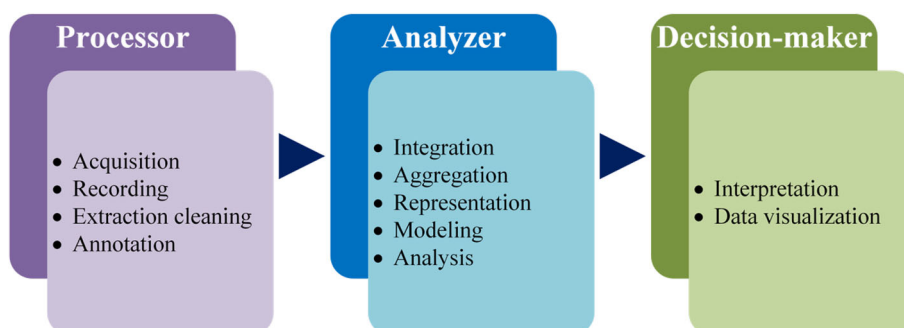 Processor
• Acquisition
• Recording
• Extraction cleaning
• Annotation
Analyzer
• Integration
• Aggregation
• Representation
• Modeling
• Analysis
Decision-maker
• Interpretation
• Data visualization